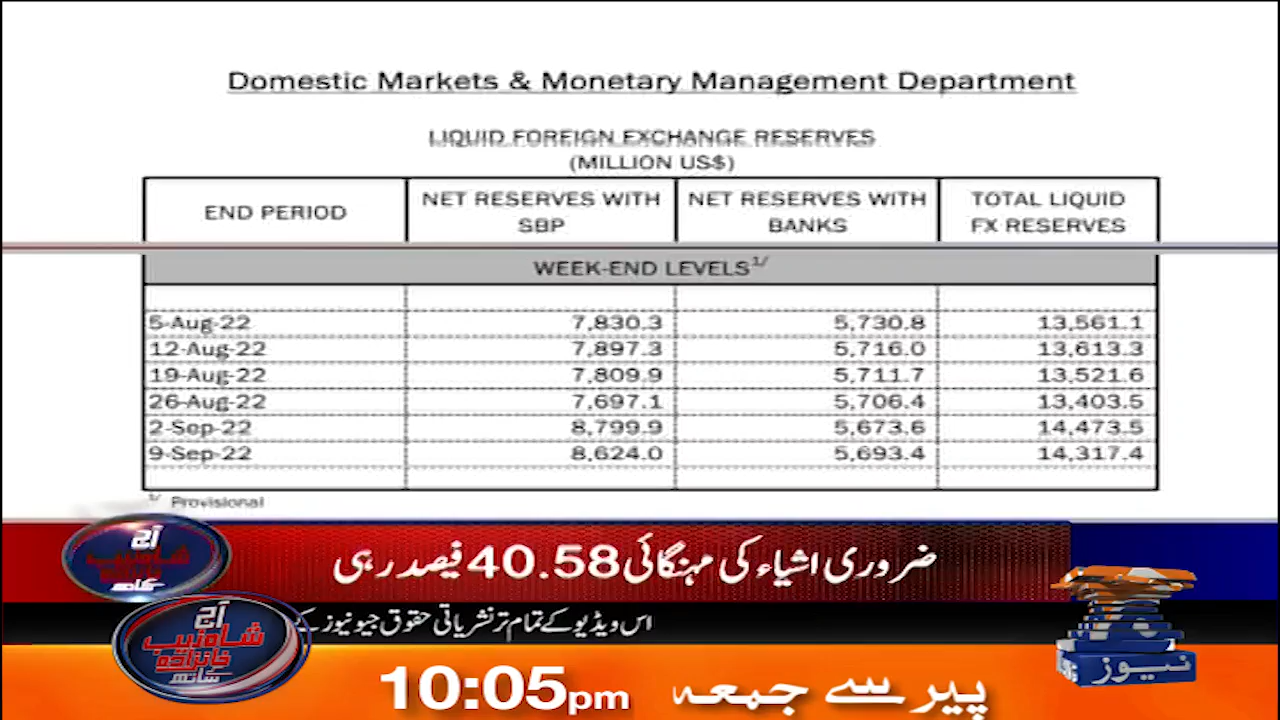 Domestic Markets & Monetary Management Department
LIQUID FOREIGN EXCHANGE RESERVES
(MILLION US$)
END PERIOD NET RESERVES WITH SBP NET RESERVES WITH BANKS TOTAL LIQUID FX RESERVES
WEEK-END LEVELS 1/
5-Aug-22 7,830.3 5,730.8 13,561.1
12-Aug-22 7,897.3 5,716.0 13,613.3
19-Aug-22 7,809.9 5,711.7 13,521.6
26-Aug-22 7,697.1 5,706.4 13,403.5
2-Sep-22 8,799.9 5,673.6 14,473.5
9-Sep-22 8,624.0 5,693.4 14,317.4
1/ Provisional
آج
ضروری اشیاء کی مہنگائی 40.58 فیصد رہی
اس ویڈیو کے تمام تر نشریاتی حقوق جیو نیوز کے
آج
شاہزیب
خانزادہ
کے ساتھ
پیر سے جمعہ 10:05pm
نیوز